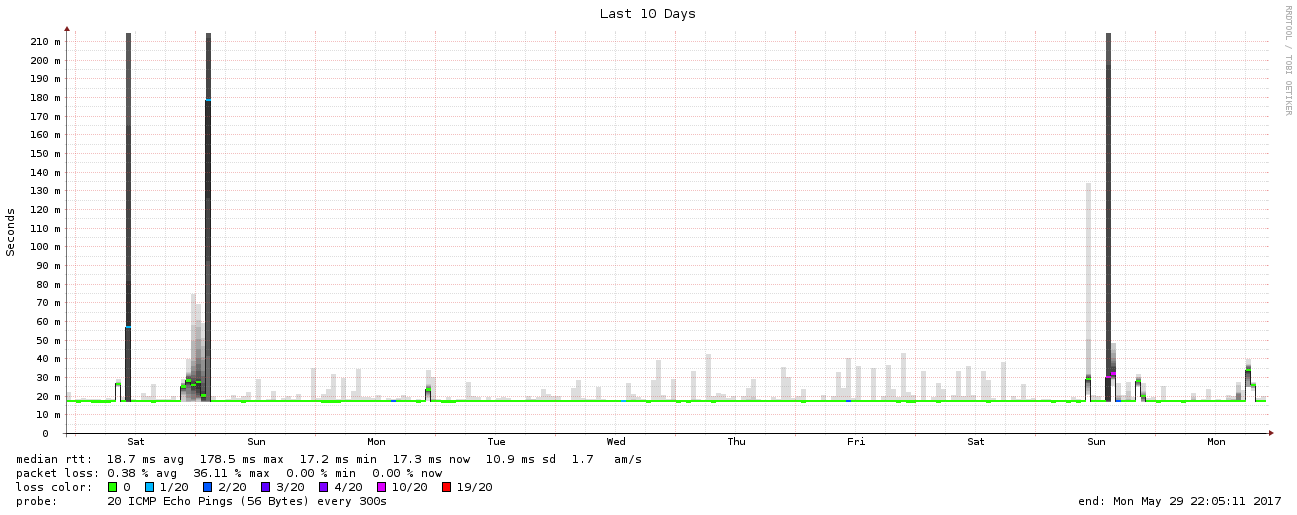 Last 10 Days
RRDTOOL / TOBI OETIKER
Seconds
210 m
200 m
190 m
180 m
170 m
160 m
150 m
140 m
130 m
120 m
110 m
100 m
90 m
80 m
70 m
60 m
50 m
40 m
30 m
20 m
10 m
0
Sat Sun Mon Tue Wed Thu Fri Sat Sun Mon
median rtt: 18.7 ms avg 178.5 ms max 17.2 ms min 17.3 ms now 10.9 ms sd 1.7 am/s
packet loss: 0.38 % avg 36.11 % max 0.00 % min 0.00 % now
loss color: 0 1/20 2/20 3/20 4/20 10/20 19/20
probe: 20 ICMP Echo Pings (56 Bytes) every 300s end: Mon May 29 22:05:11 2017